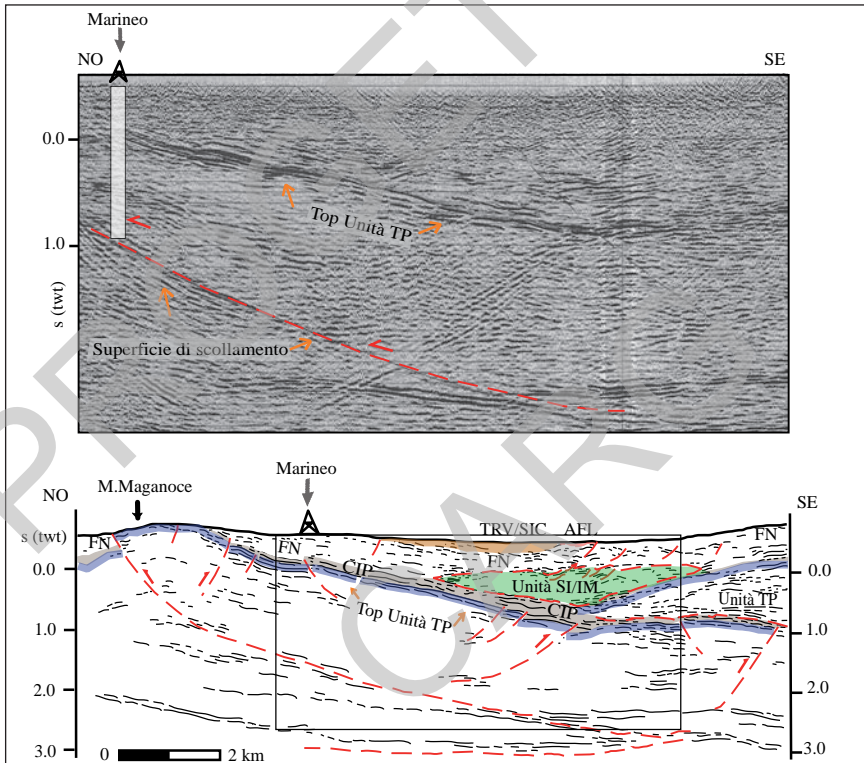 Marineo
NO
SE
0.0
Top Unità TP
1.0
s (twt)
Superficie di scollamento
Marineo
NO
M.Maganoce
SE
s (twt)
FN
FN
TRV/SIC
AFL
FN
0.0
CIP
FN
Unità SI/IM
0.0
CIP
Unità TP
Top Unità TP
1.0
1.0
2.0
2.0
3.0
0
2 km
3.0